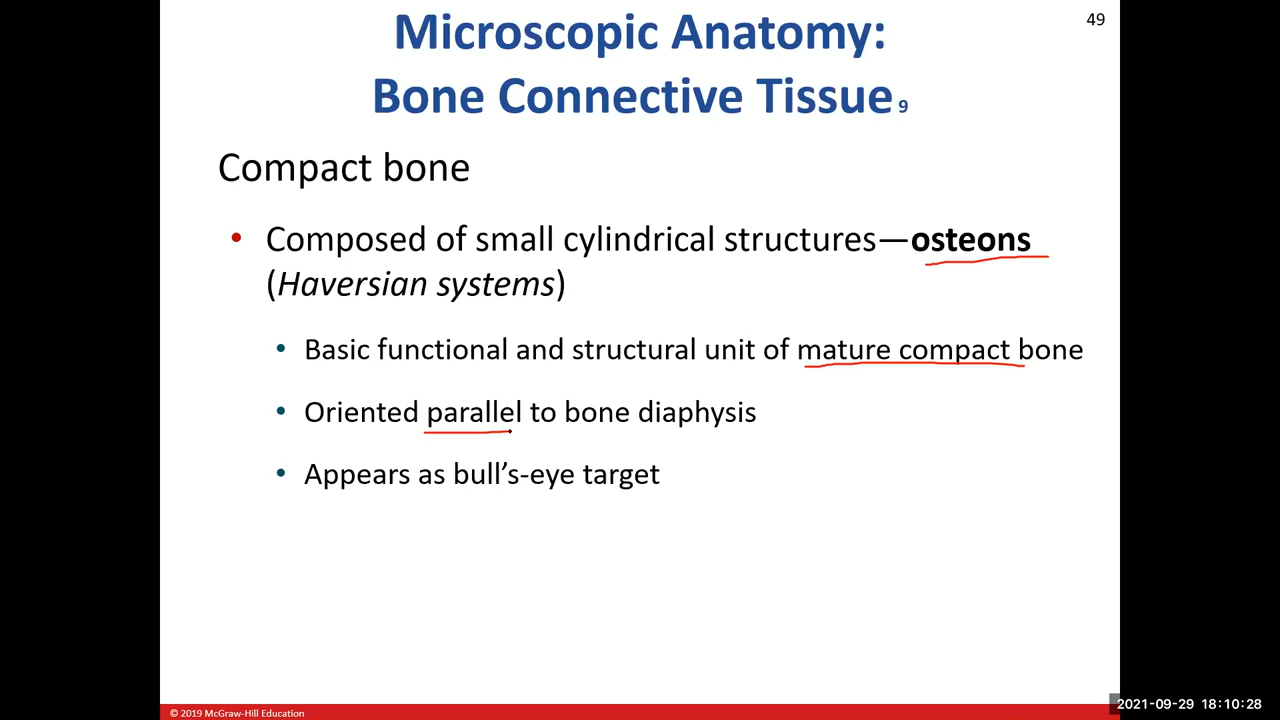 49
Microscopic Anatomy:
Bone Connective Tissue 9
Compact bone
• Composed of small cylindrical structures—osteons
(Haversian systems)
• Basic functional and structural unit of mature compact bone
• Oriented parallel to bone diaphysis
• Appears as bull’s-eye target
© 2019 McGraw-Hill Education
2021-09-29 18:10:28